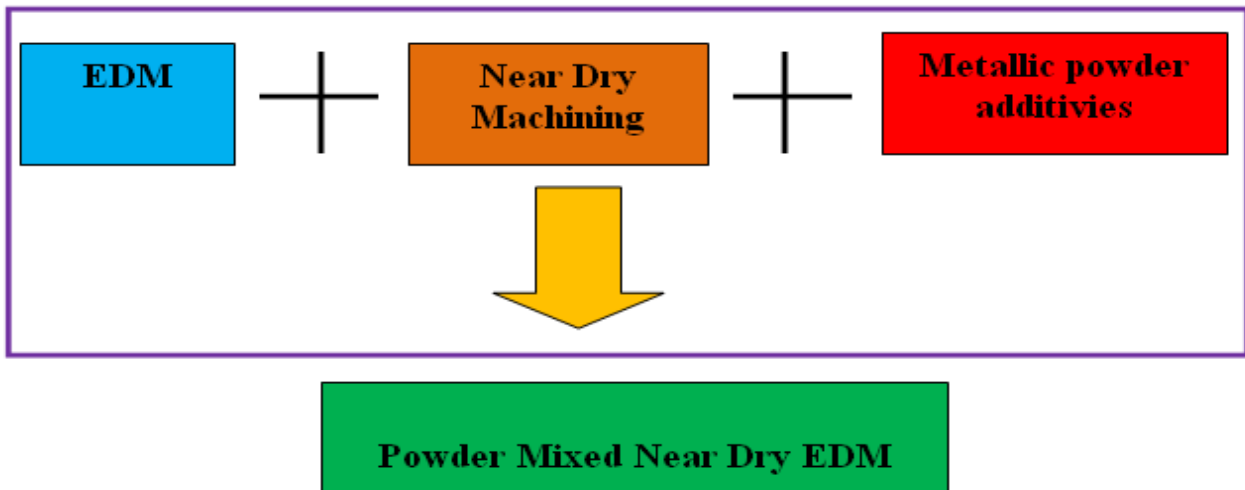 EDM
Near Dry
Machining
Metallic powder
additivies
Powder Mixed Near Dry EDM